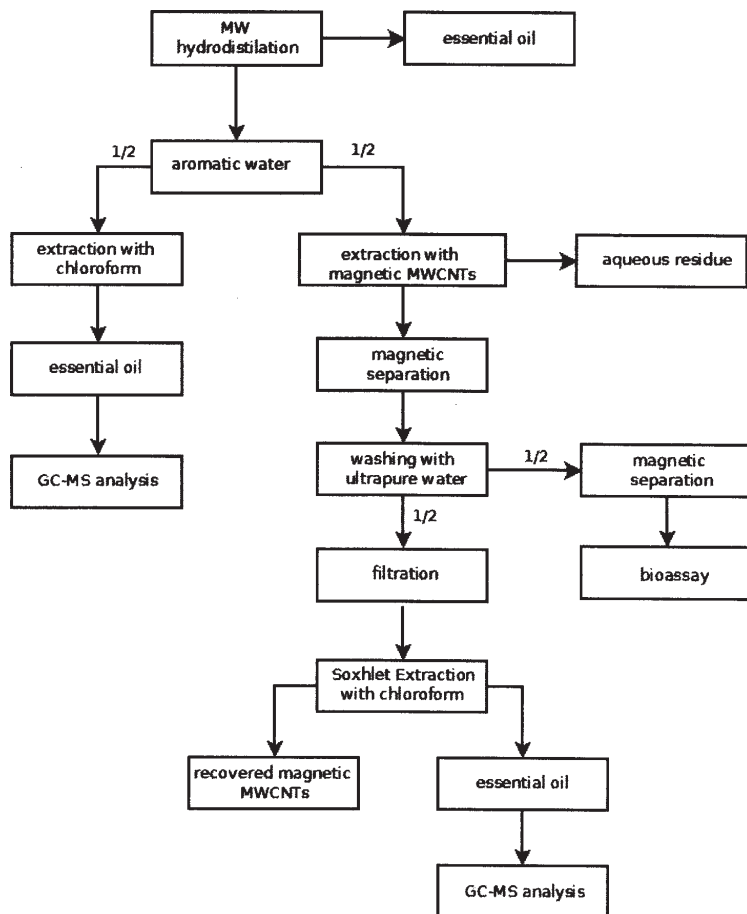 MW
hydrodistilation
essential oil
1/2
1/2
aromatic water
extraction with
chloroform
extraction with
magnetic MWCNTs
aqueous residue
essential oil
magnetic
separation
GC-MS analysis
washing with
ultrapure water
1/2
magnetic
separation
1/2
filtration
bioassay
Soxhlet Extraction
with chloroform
recovered magnetic
MWCNTs
essential oil
GC-MS analysis